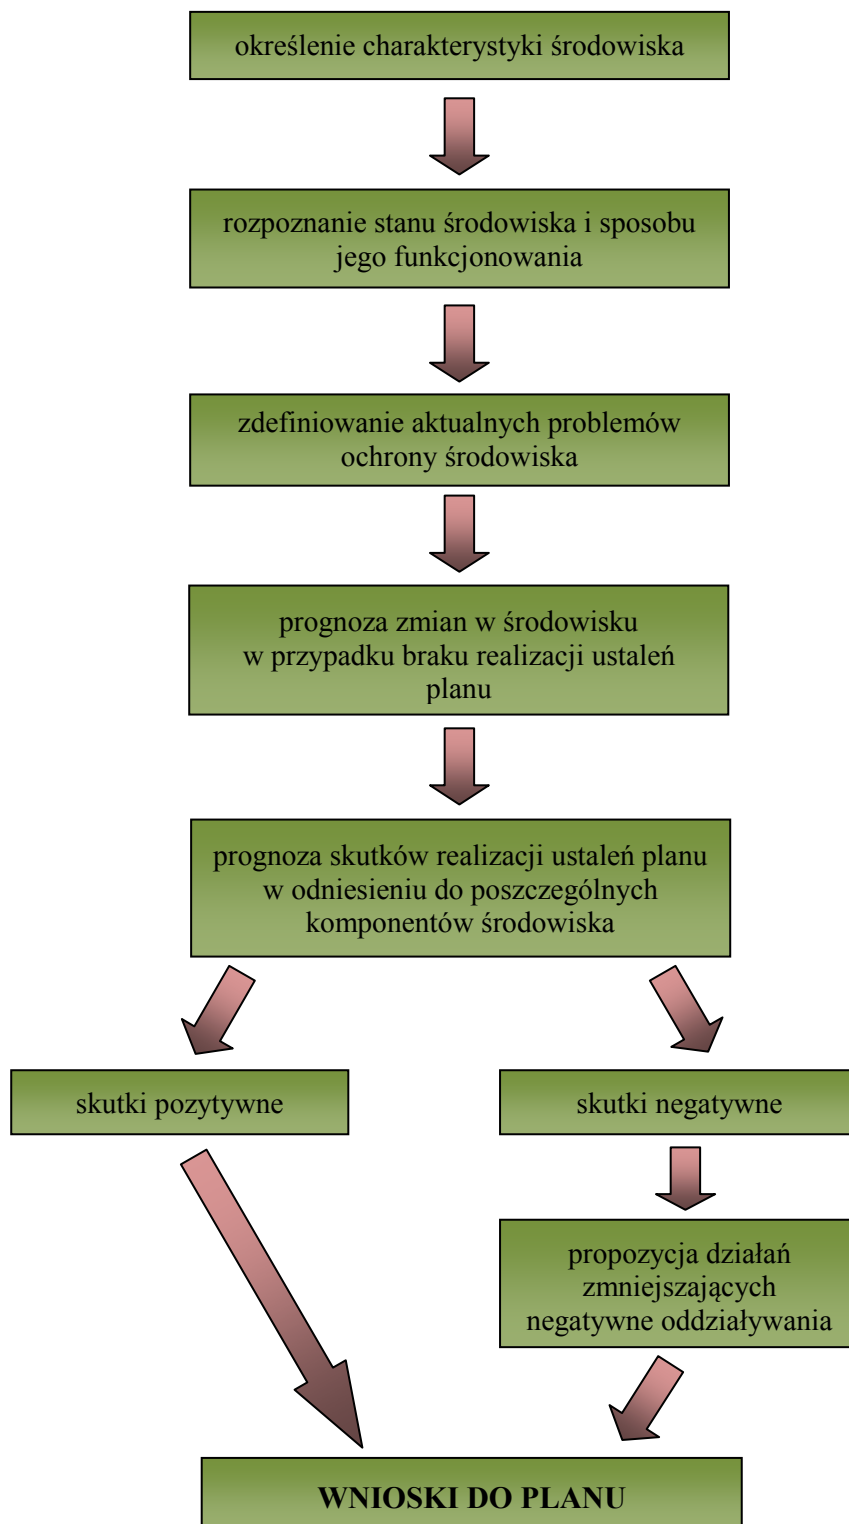 określenie charakterystyki środowiska
rozpoznanie stanu środowiska i sposobu
jego funkcjonowania
zdefiniowanie aktualnych problemów
ochrony środowiska
prognoza zmian w środowisku
w przypadku braku realizacji ustaleń
planu
prognoza skutków realizacji ustaleń planu
w odniesieniu do poszczególnych
komponentów środowiska
skutki pozytywne
skutki negatywne
propozycja działań
zmniejszających
negatywne oddziaływania
WNIOSKI DO PLANU